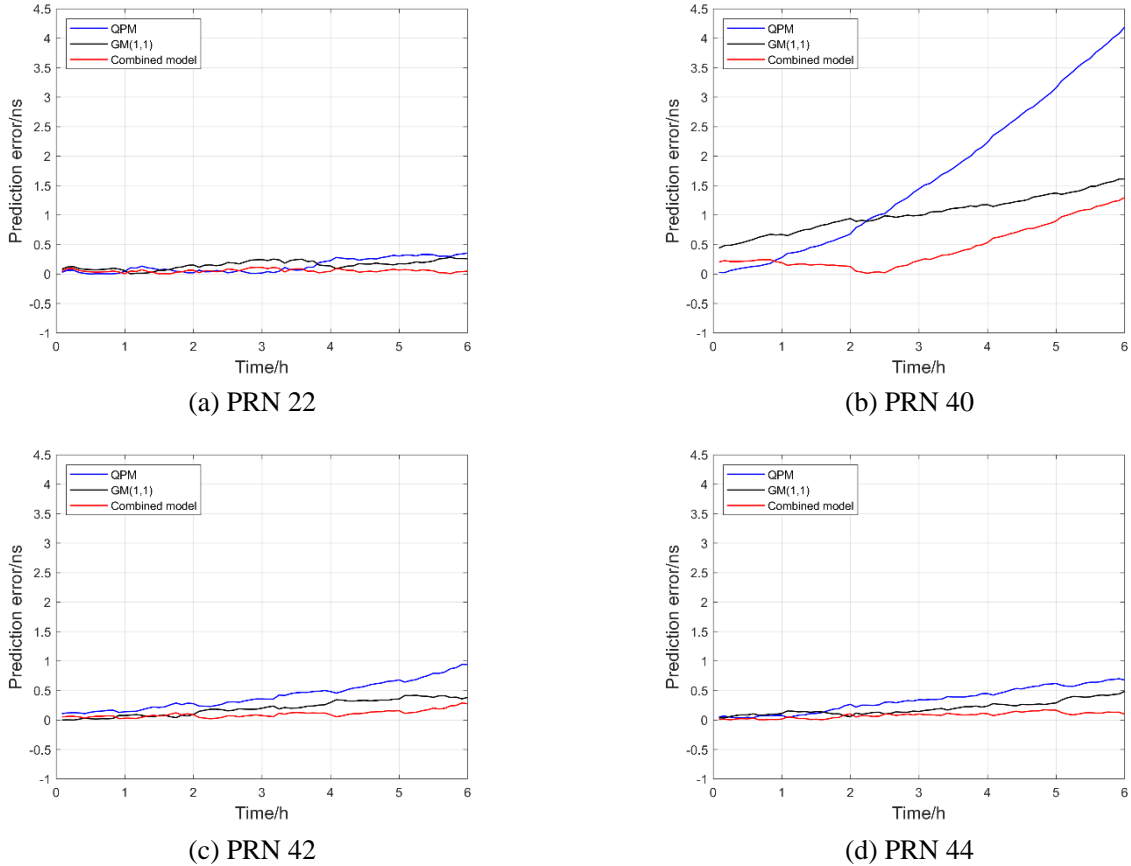 4.5
4
3.5
3
2.5
2
1.5
1
0.5
0
-0.5
-1
Prediction error/ns
QPM
GM(1,1)
Combined model
0 1 2 3 4 5 6
Time/h
(a) PRN 22
4.5
4
3.5
3
2.5
2
1.5
1
0.5
0
-0.5
-1
Prediction error/ns
QPM
GM(1,1)
Combined model
0 1 2 3 4 5 6
Time/h
(b) PRN 40
4.5
4
3.5
3
2.5
2
1.5
1
0.5
0
-0.5
-1
Prediction error/ns
QPM
GM(1,1)
Combined model
0 1 2 3 4 5 6
Time/h
(c) PRN 42
4.5
4
3.5
3
2.5
2
1.5
1
0.5
0
-0.5
-1
Prediction error/ns
QPM
GM(1,1)
Combined model
0 1 2 3 4 5 6
Time/h
(d) PRN 44